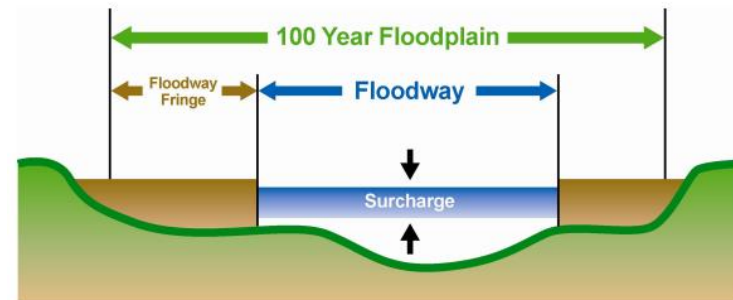 100 Year Floodplain
Floodway
Fringe
Floodway
Surcharge